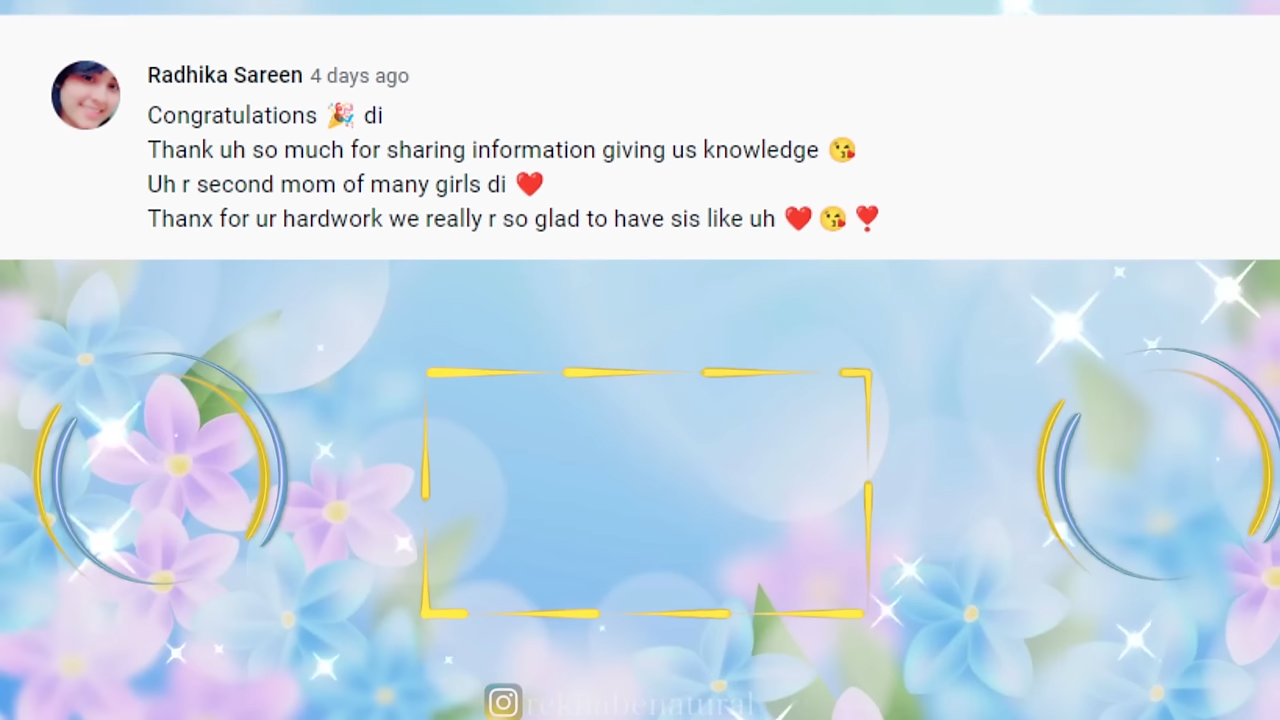 Radhika Sareen 4 days ago
Congratulations 🎉 di
Thank uh so much for sharing information giving us knowledge 😘
Uh r second mom of many girls di ❤️
Thanx for ur hardwork we really r so glad to have sis like uh ❤️😘❣️
rekhabenatural